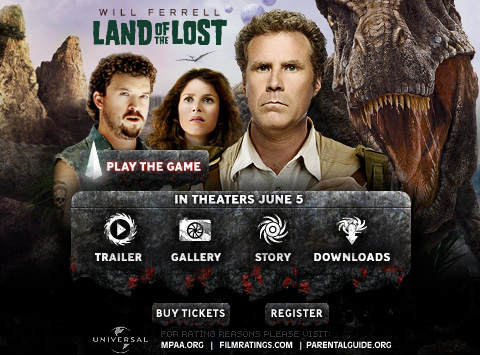 WILL FERRELL
LAND OF THE LOST
PLAY THE GAME
IN THEATERS JUNE 5
TRAILER GALLERY STORY DOWNLOADS
BUY TICKETS REGISTER
FOR RATING REASONS PLEASE VISIT:
UNIVERSAL
MPAA.ORG | FILMRATINGS.COM | PARENTALGUIDE.ORG